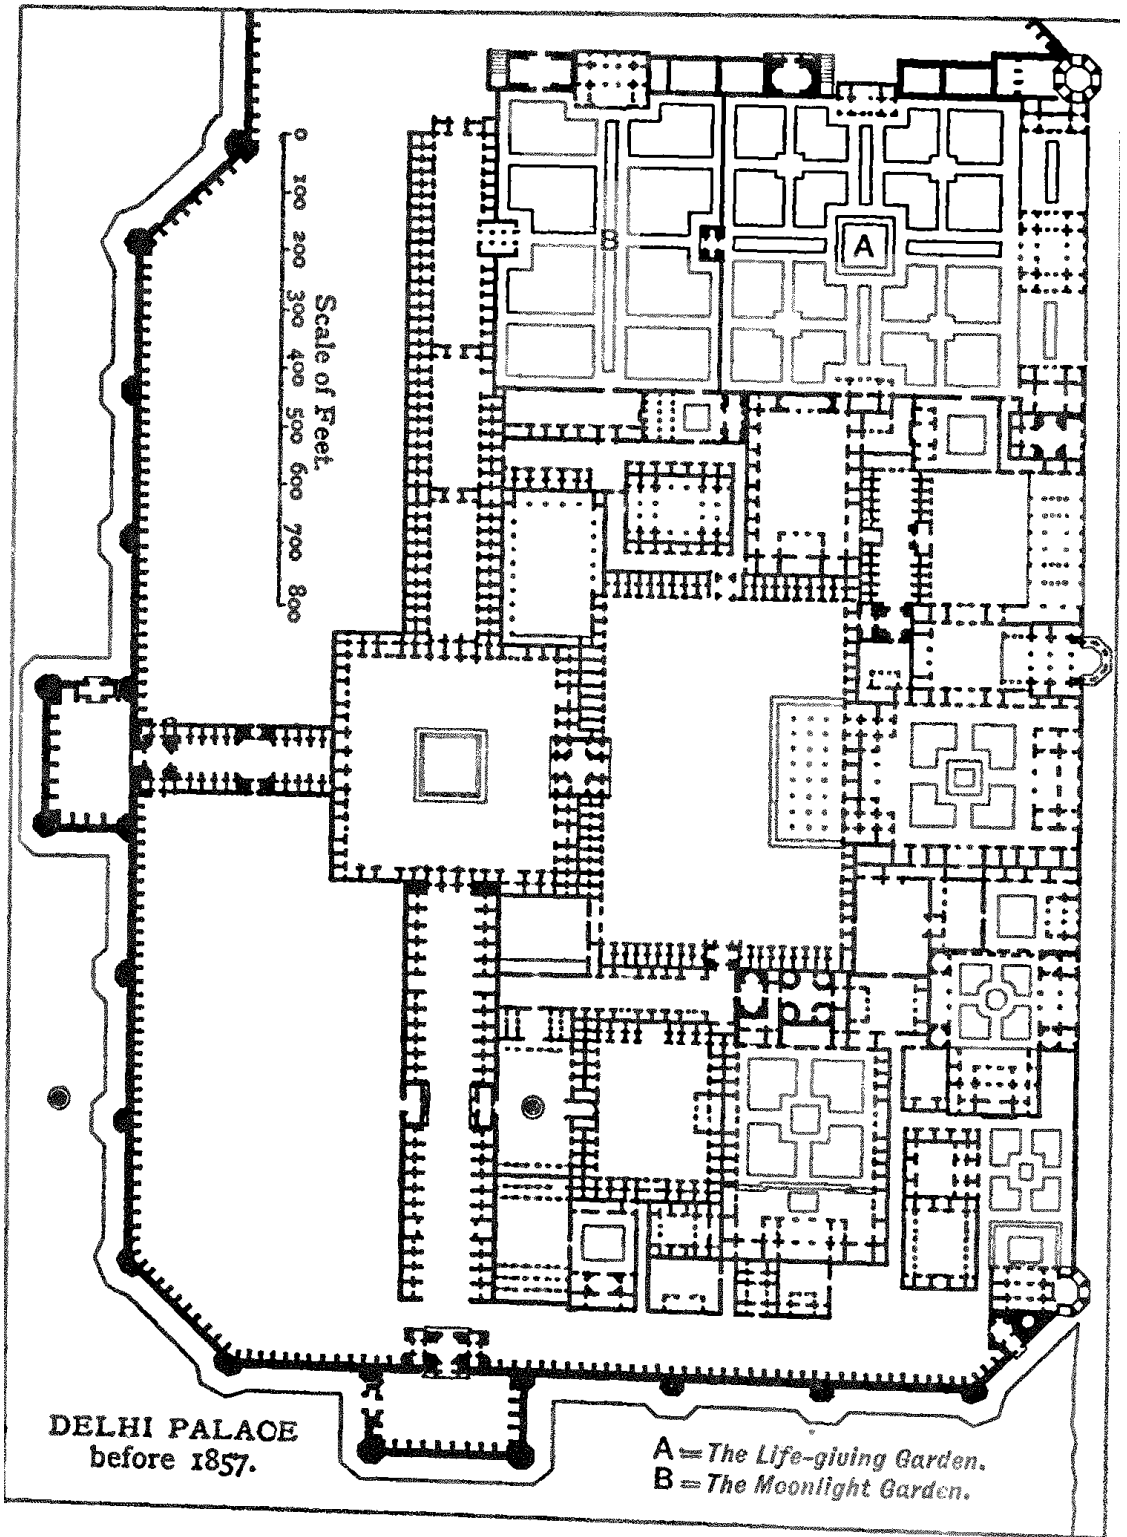 0
100
200
300
400
500
600
700
800
Scale of Feet.
B
A
DELHI PALACE
before 1857.
A = The Life-giving Garden.
B = The Moonlight Garden.